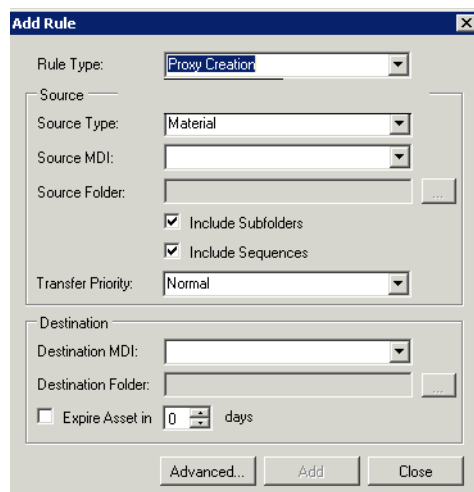 Add Rule
Rule Type: Proxy Creation
Source
Source Type: Material
Source MDI:
Source Folder: ...
Include Subfolders
Include Sequences
Transfer Priority: Normal
Destination
Destination MDI:
Destination Folder: ...
Expire Asset in 0 days
Advanced... Add Close